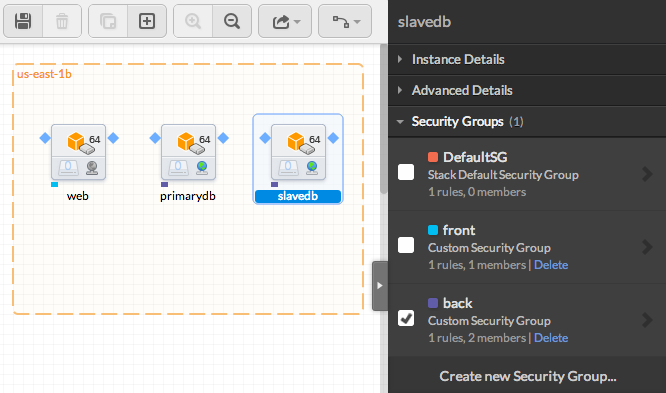 us-east-1b
64
64
64
web
primarydb
slavedb
slavedb
Instance Details
Advanced Details
Security Groups (1)
DefaultSG
Stack Default Security Group
1 rules, 0 members
front
Custom Security Group
1 rules, 1 members | Delete
back
Custom Security Group
1 rules, 2 members | Delete
Create new Security Group...